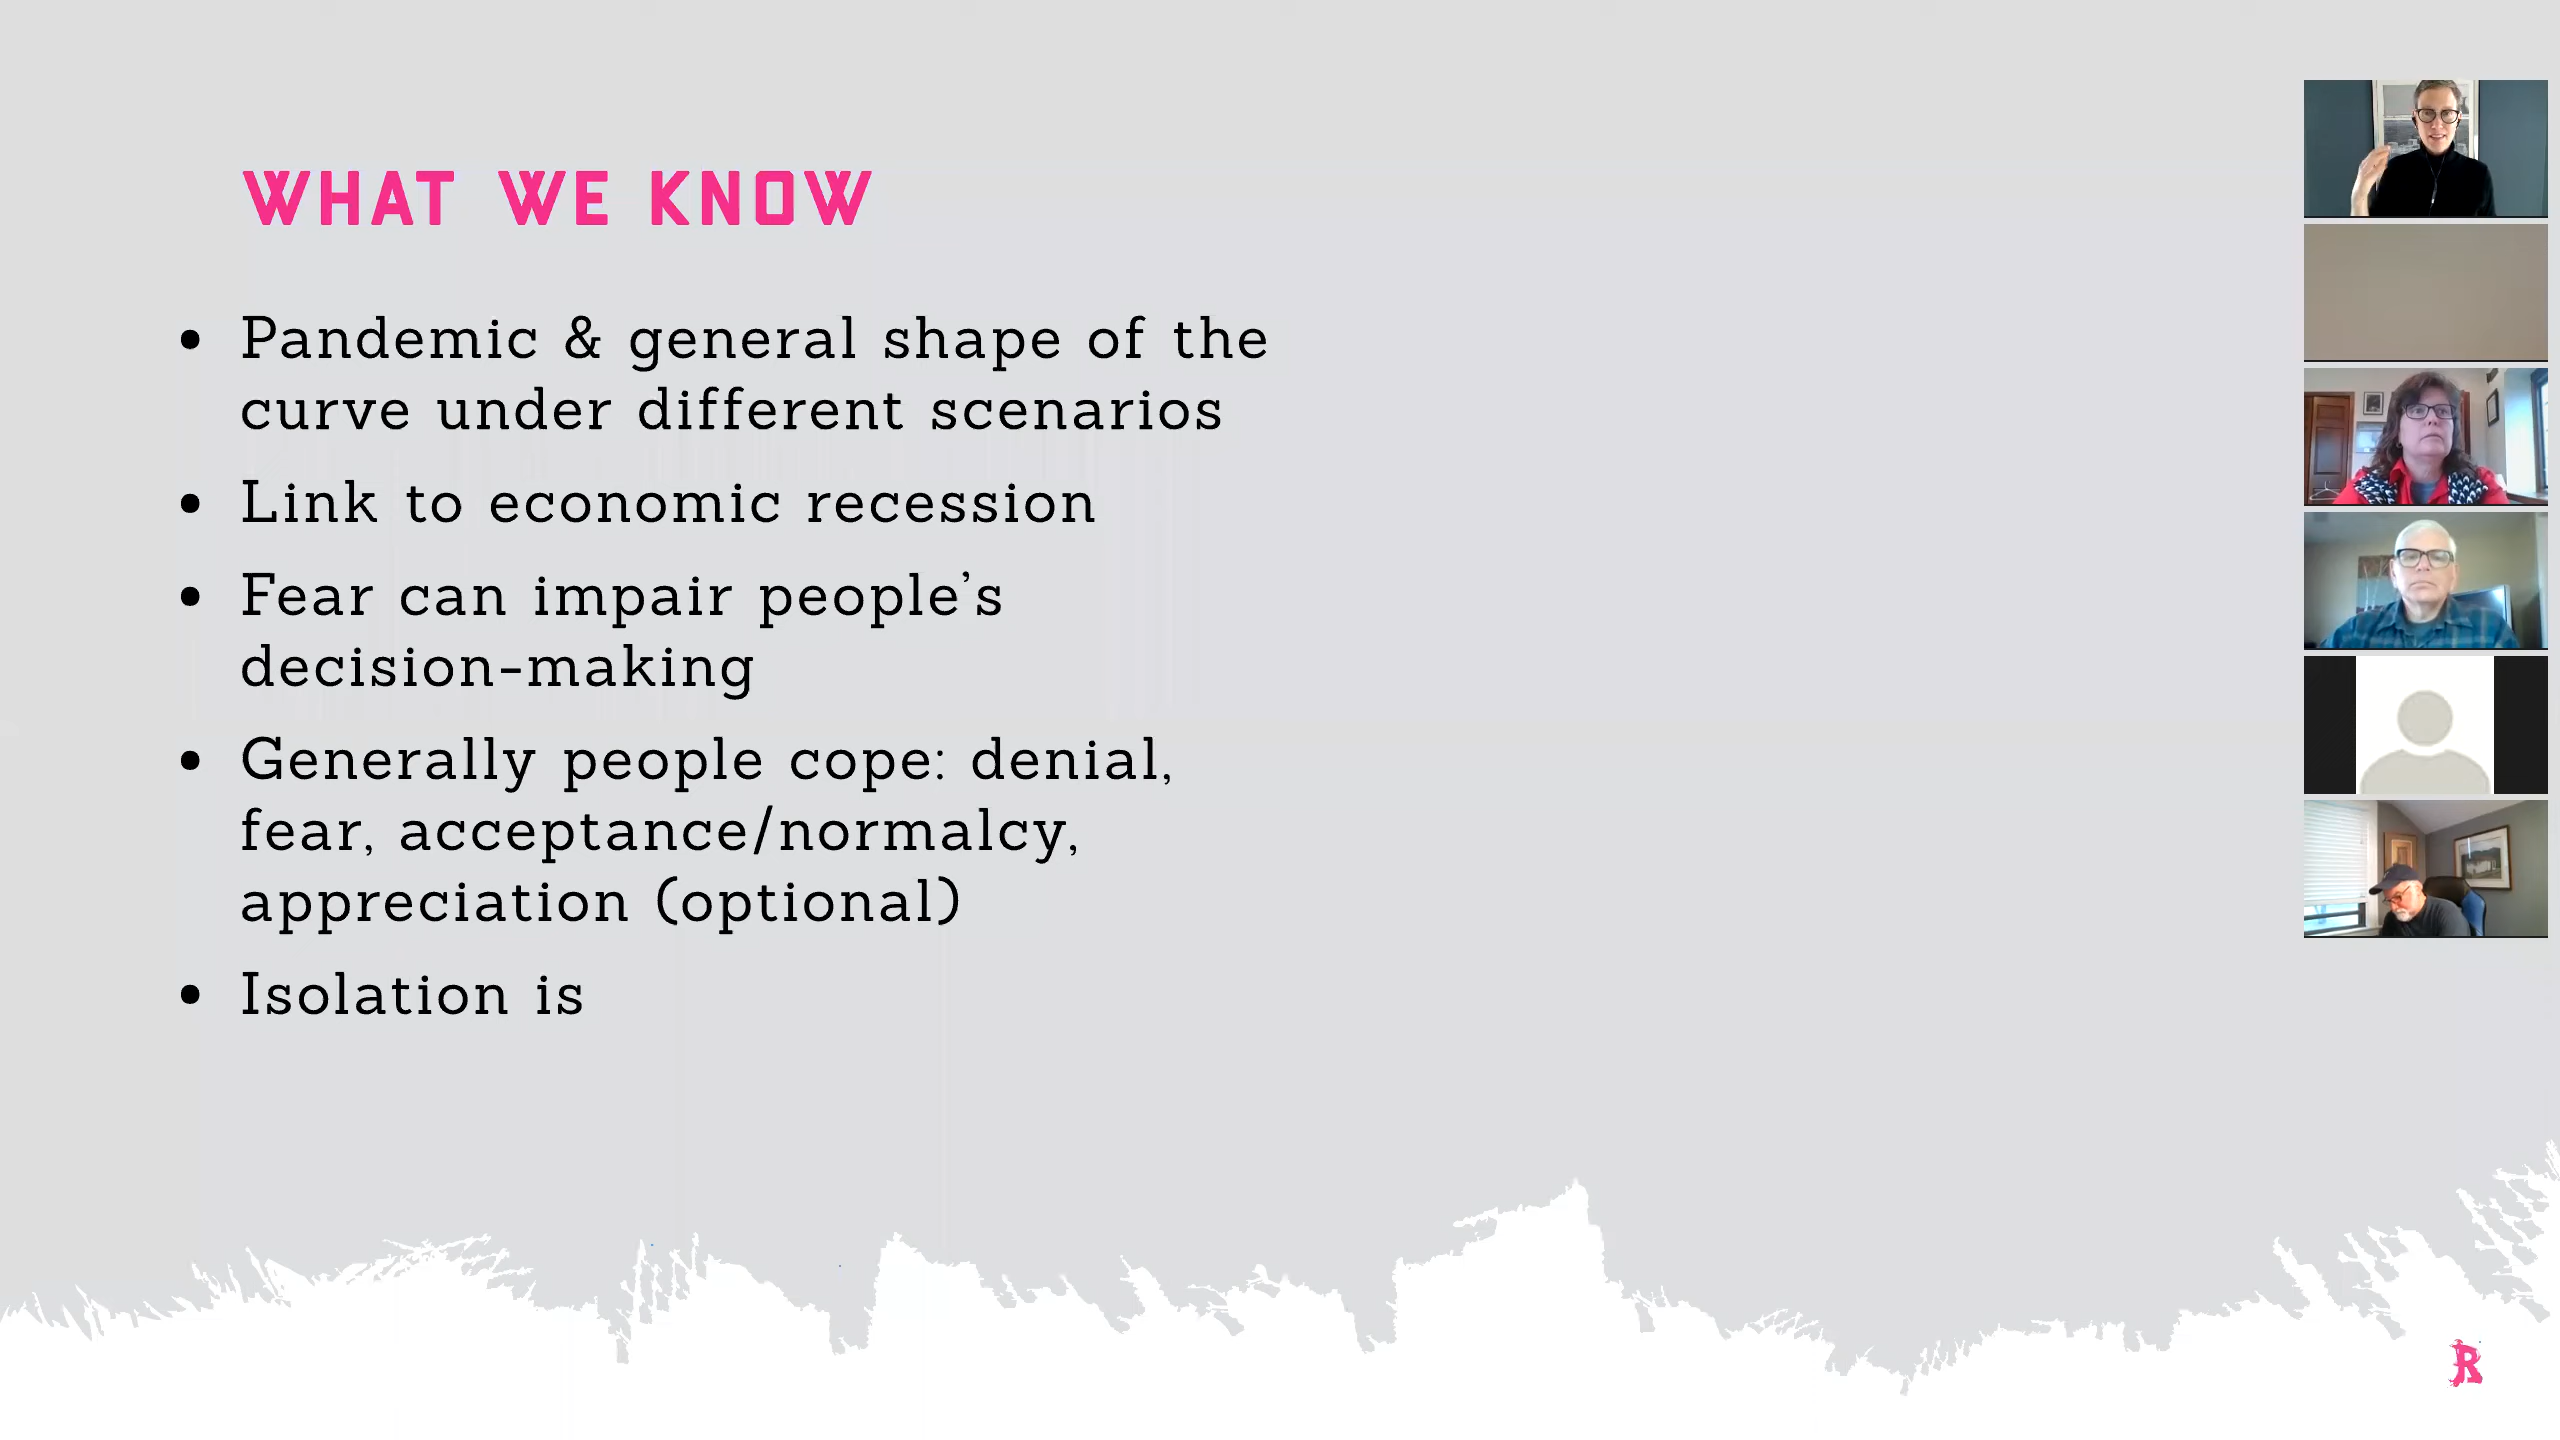 WHAT WE KNOW
• Pandemic & general shape of the
curve under different scenarios
• Link to economic recession
• Fear can impair people’s
decision-making
• Generally people cope: denial,
fear, acceptance/normalcy,
appreciation (optional)
• Isolation is
R